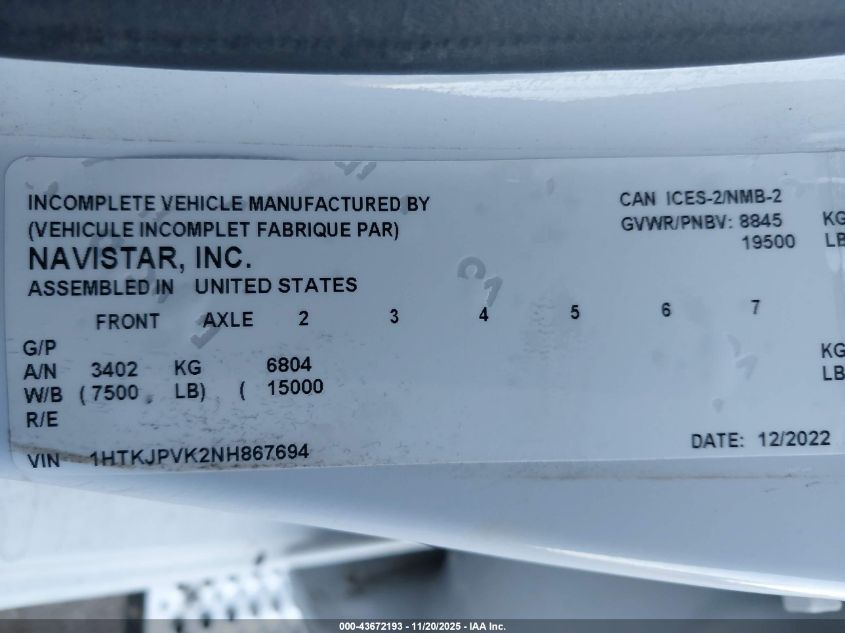 INCOMPLETE VEHICLE MANUFACTURED BY
(VEHICULE INCOMPLET FABRIQUE PAR)
NAVISTAR, INC.
ASSEMBLED IN UNITED STATES
CAN ICES-2/NMB-2
GVWR/PNBV: 8845 KG
19500 LB
FRONT AXLE 2 3 4 5 6 7
G/P
A/N 3402 KG 6804 KG
W/B (7500 LB) ( 15000 LB
R/E
VIN 1HTKJPVK2NH867694
DATE: 12/2022
000-43672193 - 11/20/2025 - IAA Inc.